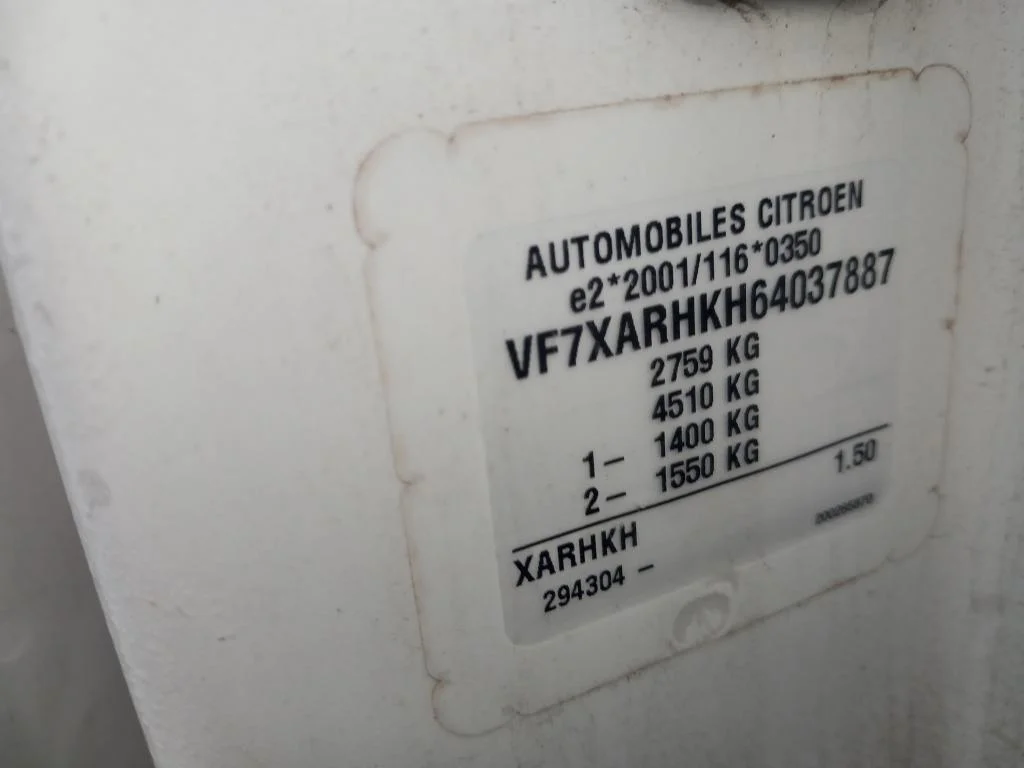 AUTOMOBILES CITROEN
e2*2001/116*0350
VF7XARHKH64037887
2759 KG
4510 KG
1- 1400 KG
2- 1550 KG
1.50
XARHKH
294304 -